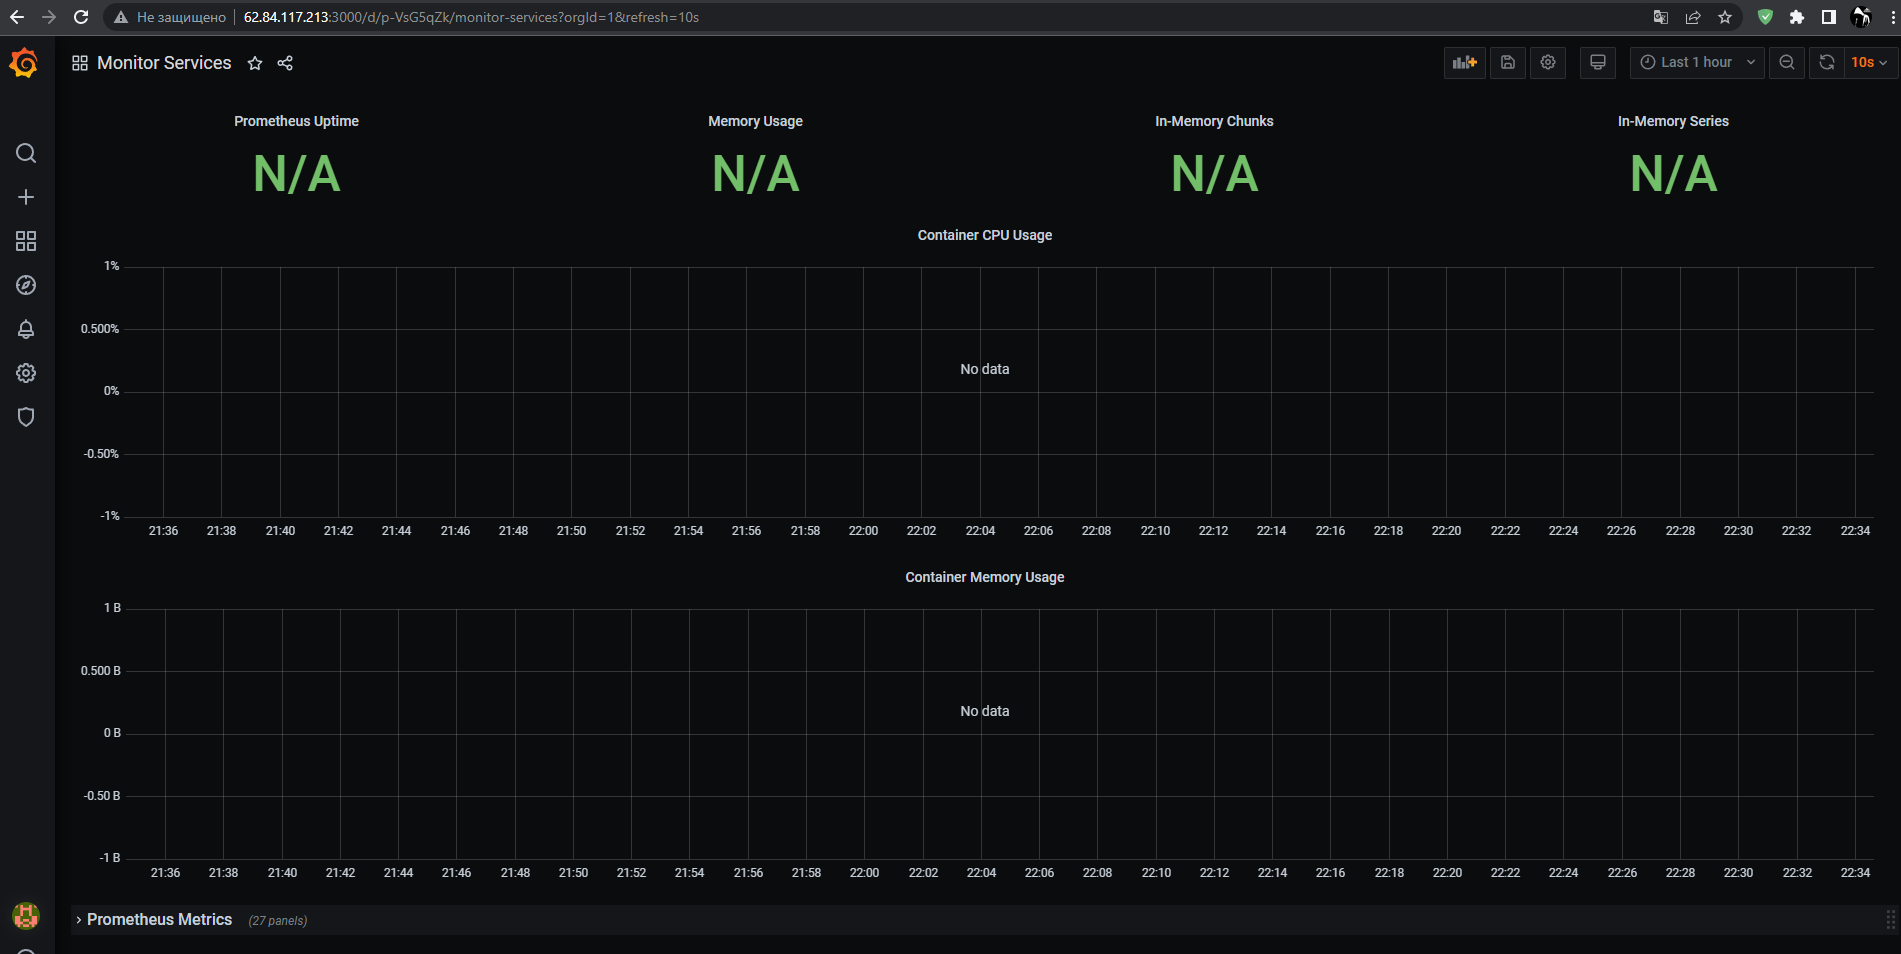 Не защищено 62.84.117.213:3000/d/p-VsG5qZk/monitor-services?orgId=1&refresh=10s
Monitor Services Last 1 hour 10s
Prometheus Uptime Memory Usage In-Memory Chunks In-Memory Series
N/A N/A N/A N/A
Container CPU Usage
1%
0.500%
No data
0%
-0.50%
-1%
21:36 21:38 21:40 21:42 21:44 21:46 21:48 21:50 21:52 21:54 21:56 21:58 22:00 22:02 22:04 22:06 22:08 22:10 22:12 22:14 22:16 22:18 22:20 22:22 22:24 22:26 22:28 22:30 22:32 22:34
Container Memory Usage
1 B
0.500 B
No data
0 B
-0.50 B
-1 B
21:36 21:38 21:40 21:42 21:44 21:46 21:48 21:50 21:52 21:54 21:56 21:58 22:00 22:02 22:04 22:06 22:08 22:10 22:12 22:14 22:16 22:18 22:20 22:22 22:24 22:26 22:28 22:30 22:32 22:34
Prometheus Metrics (27 panels)